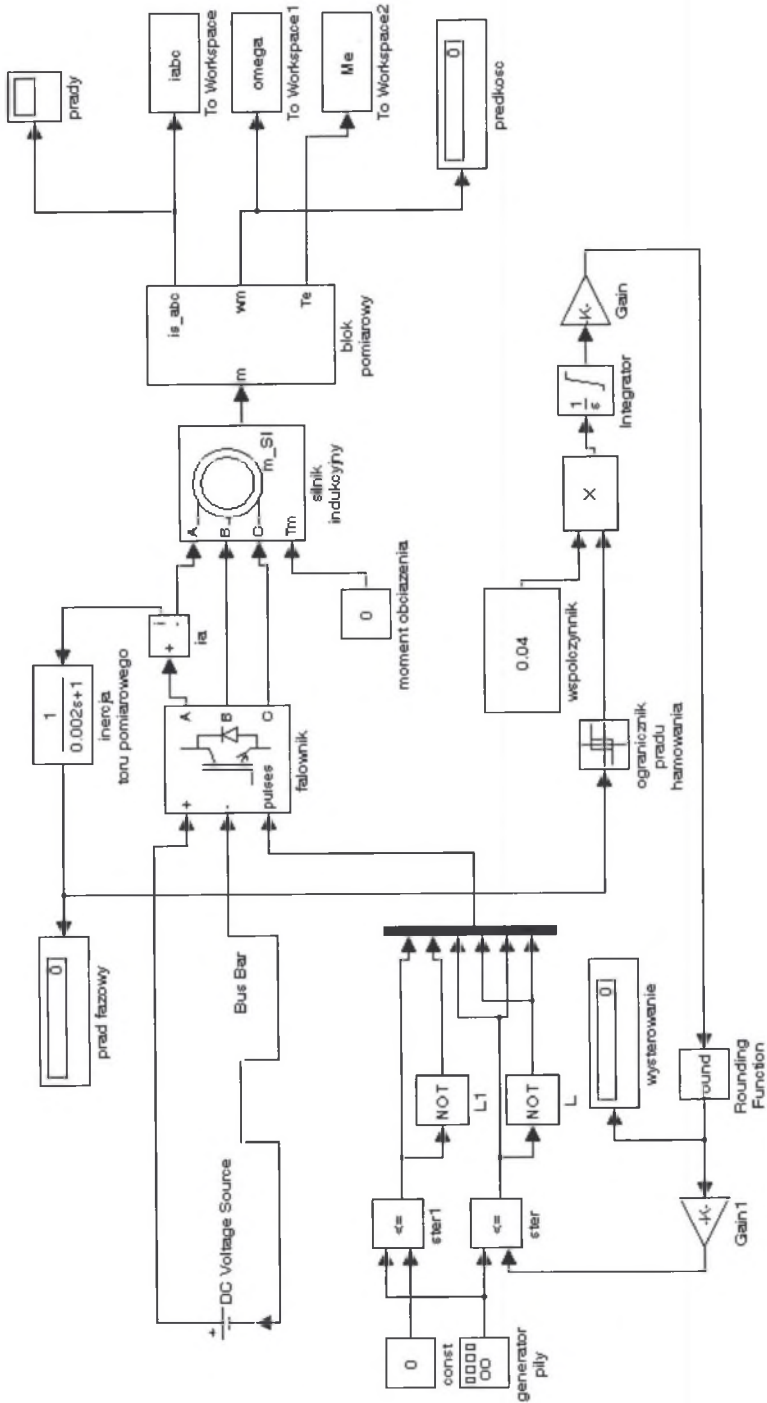 prady
iabc
To Workspace
omega
To Workspace1
Me
To Workspace2
0
predkosc
is_abc
wm
Te
m
blok
pomiarowy
m_SI
A
B
C
Tm
silnik
indukcyjny
0
moment obciazenia
1
0.002s+1
inercja
toru pomiarowego
+
i
-
ia
A
B
C
+
-
pulses
falownik
0
prad fazowy
Bus Bar
+
DC Voltage Source
0.04
wspolczynnik
ogranicznik
pradu
hamowania
×
1
s
Integrator
-K-
Gain
NOT
L1
NOT
L
<=
ster1
<=
ster
0
const
generator
pily
0
wysterowanie
ound
Rounding
Function
-K-
Gain1